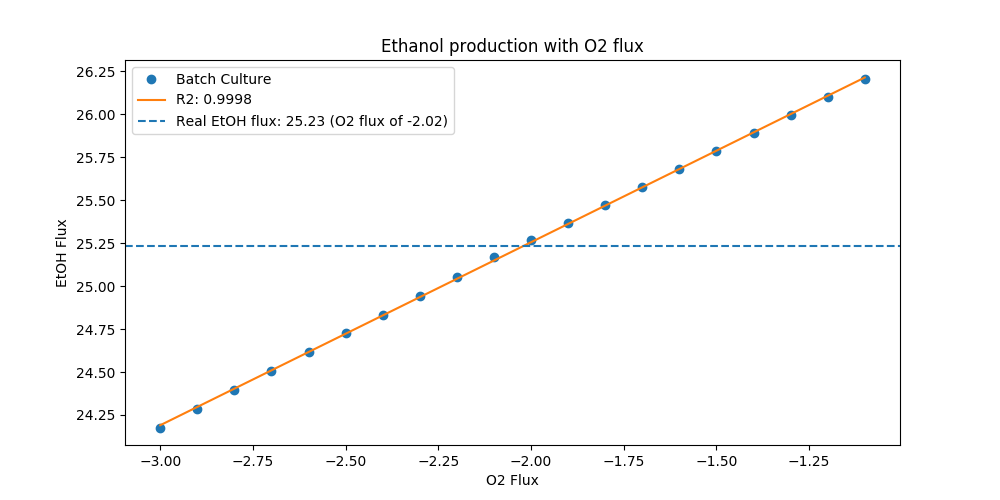 Ethanol production with O2 flux
Batch Culture
R2: 0.9998
Real EtOH flux: 25.23 (O2 flux of -2.02)
EtOH Flux
26.25
26.00
25.75
25.50
25.25
25.00
24.75
24.50
24.25
−3.00 −2.75 −2.50 −2.25 −2.00 −1.75 −1.50 −1.25
O2 Flux